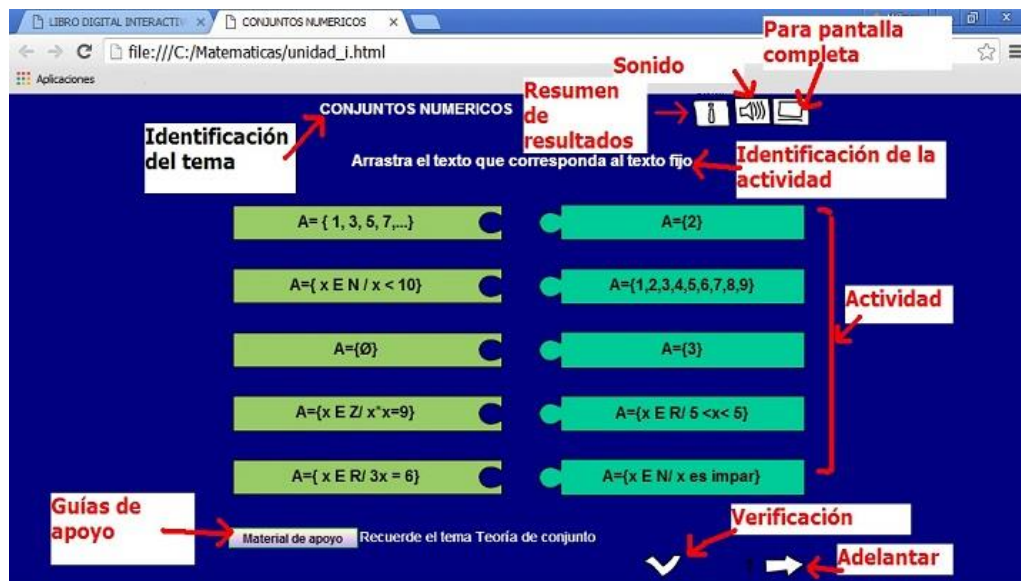 LIBRO DIGITAL INTERACTIV
CONJUNTOS NUMERICOS
file:///C:/Matematicas/unidad_i.html
Aplicaciones
Para pantalla
completa
Sonido
Resumen
de
resultados
CONJUNTOS NUMERICOS
Identificación
del tema
Arrastra el texto que corresponda al texto fijo
Identificación de la
actividad
A= { 1, 3, 5, 7,...}
A={2}
A={ x E N / x < 10}
A={1,2,3,4,5,6,7,8,9}
Actividad
A={Ø}
A={3}
A={x E Z/ x*x=9}
A={x E R/ 5 <x< 5}
A={ x E R/ 3x = 6}
A={x E N/ x es impar}
Guías de
apoyo
Material de apoyo
Recuerde el tema Teoría de conjunto
Verificación
Adelantar